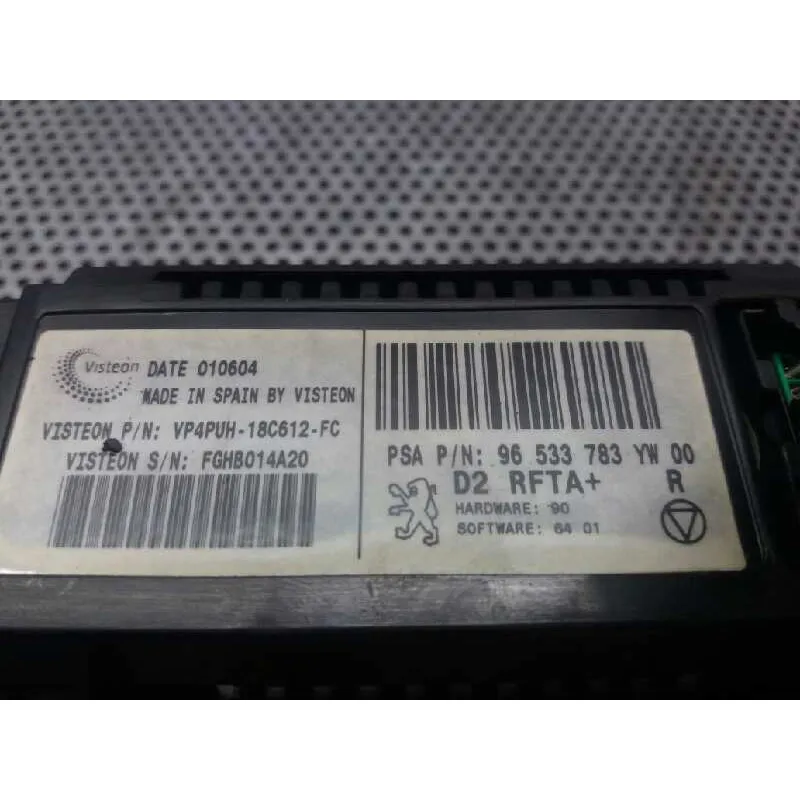 Visteon DATE 010604
MADE IN SPAIN BY VISTEON
VISTEON P/N: VP4PUH-18C612-FC
VISTEON S/N: FGHB014A20
PSA P/N: 96 533 783 YW 00
D2 RFTA+ R
HARDWARE: 90
SOFTWARE: 64 01